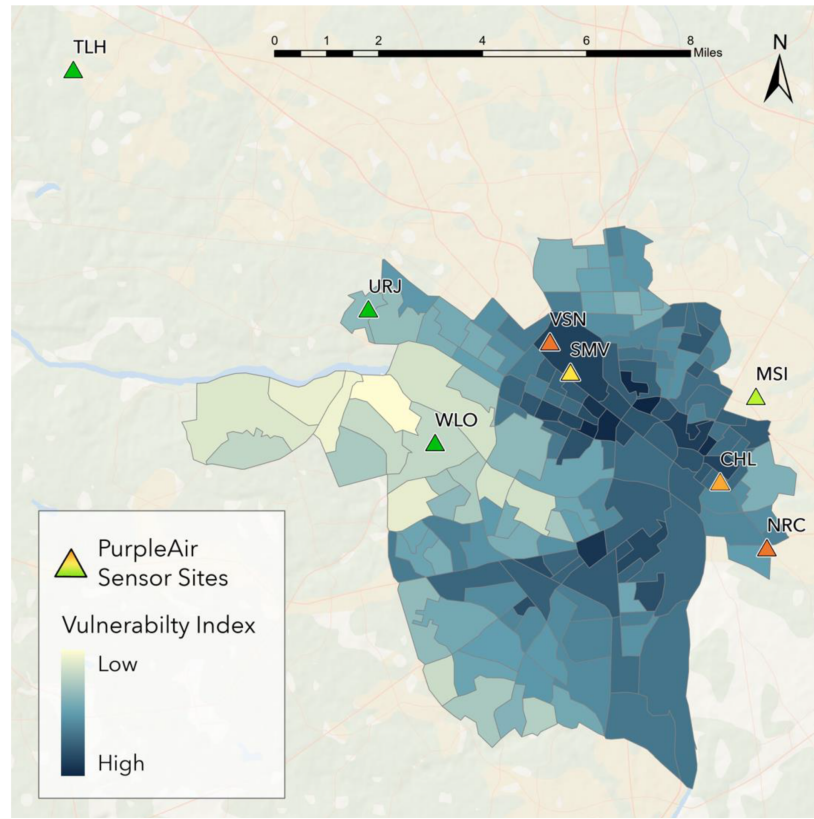 TLH
0 1 2 4 6 8
Miles
N
URJ
VSN
SMV
MSI
WLO
CHL
NRC
PurpleAir
Sensor Sites
Vulnerabilty Index
Low
High